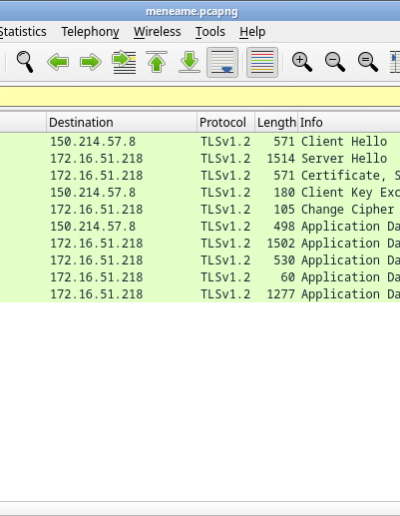 meneame.pcapng
Statistics Telephony Wireless Tools Help
Destination Protocol Length Info
150.214.57.8 TLSv1.2 571 Client Hello
172.16.51.218 TLSv1.2 1514 Server Hello
172.16.51.218 TLSv1.2 571 Certificate, S
150.214.57.8 TLSv1.2 180 Client Key Exc
172.16.51.218 TLSv1.2 105 Change Cipher
150.214.57.8 TLSv1.2 498 Application Da
172.16.51.218 TLSv1.2 1502 Application Da
172.16.51.218 TLSv1.2 530 Application Da
172.16.51.218 TLSv1.2 60 Application Da
172.16.51.218 TLSv1.2 1277 Application Da